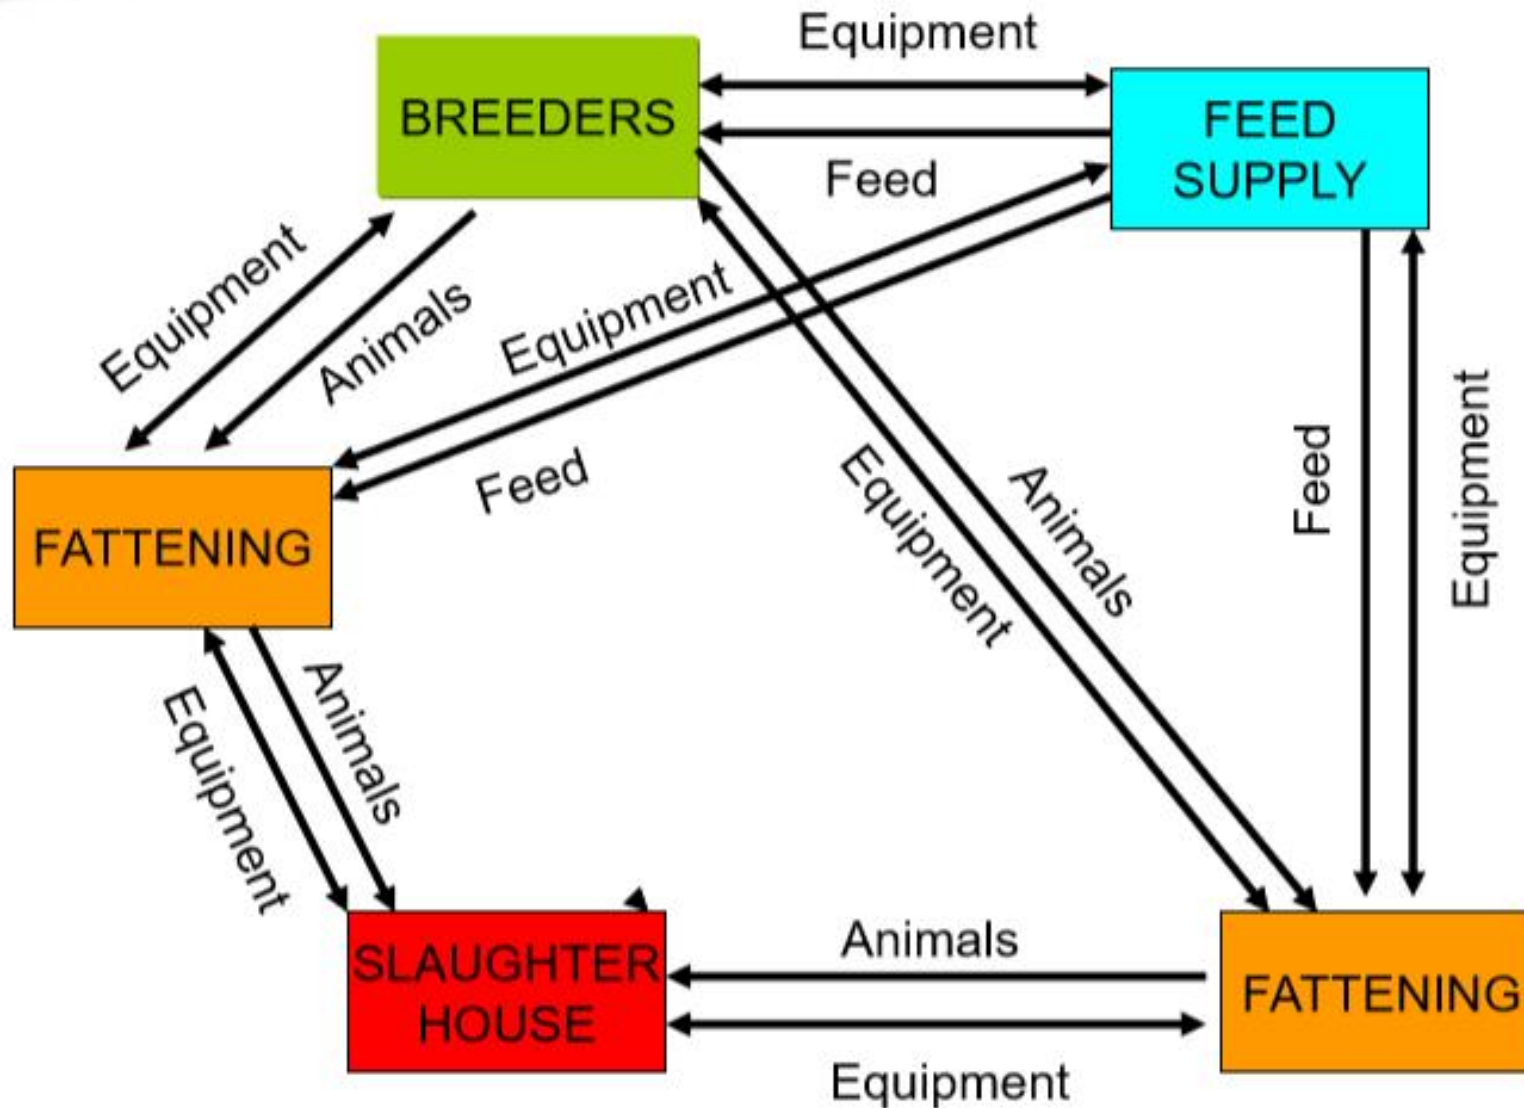 Equipment
BREEDERS
FEED
SUPPLY
Feed
Equipment
Animals
Equipment
Feed
Equipment
Animals
Feed
Equipment
FATTENING
Equipment
Animals
SLAUGHTER
HOUSE
Animals
Equipment
FATTENING